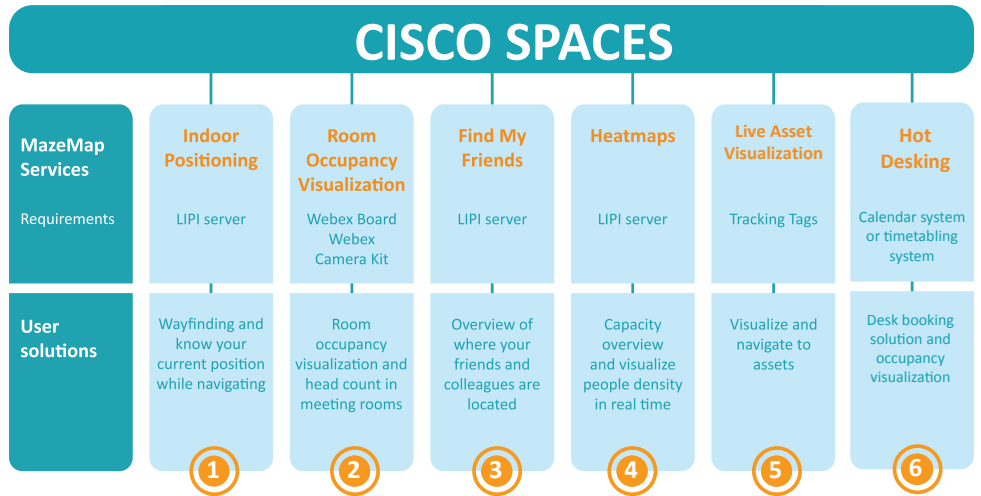 CISCO SPACES
MazeMap
Services
Requirements
Indoor
Positioning
LIPI server
Room
Occupancy
Visualization
Webex Board
Webex
Camera Kit
Find My
Friends
LIPI server
Heatmaps
LIPI server
Live Asset
Visualization
Tracking Tags
Hot
Desking
Calendar system
or timetabling
system
User
solutions
Wayfinding and
know your
current position
while navigating
1
Room
occupancy
visualization and
head count in
meeting rooms
2
Overview of
where your
friends and
colleagues are
located
3
Capacity
overview
and visualize
people density
in real time
4
Visualize and
navigate to
assets
5
Desk booking
solution and
occupancy
visualization
6